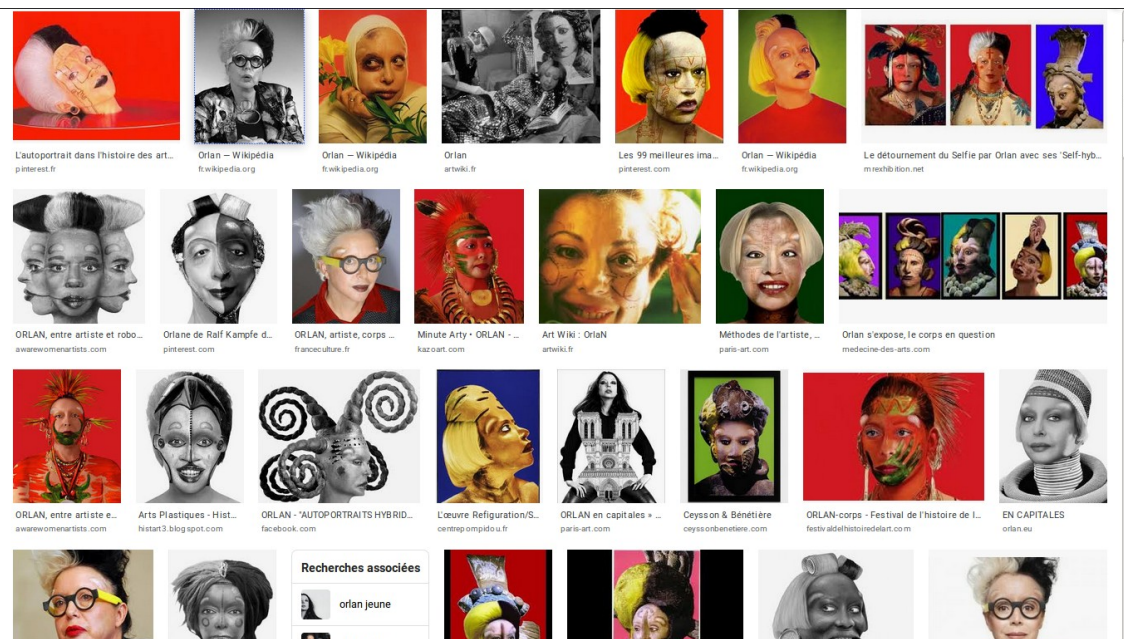 L'autoportrait dans l'histoire des art...
pinterest.fr
Orlan — Wikipédia
fr.wikipedia.org
Orlan — Wikipédia
fr.wikipedia.org
Orlan
artwiki.fr
Les 99 meilleures ima...
pinterest.com
Orlan — Wikipédia
fr.wikipedia.org
Le détournement du Selfie par Orlan avec ses 'Self-hyb...
mrexhibition.net
ORLAN, entre artiste et robo...
awarewomenartists.com
Orlane de Ralf Kampfe d...
pinterest.com
ORLAN, artiste, corps ...
franceculture.fr
Minute Arty • ORLAN - ...
kazoart.com
Art Wiki : OrlaN
artwiki.fr
Méthodes de l'artiste, ...
paris-art.com
Orlan s'expose, le corps en question
medecine-des-arts.com
ORLAN, entre artiste e...
awarewomenartists.com
Arts Plastiques - Hist...
histart3.blogspot.com
ORLAN - "AUTOPORTRAITS HYBRID...
facebook.com
L'œuvre Refiguration/S...
centrepompidou.fr
ORLAN en capitales » ...
paris-art.com
Ceysson & Bénétière
ceyssonbenetiere.com
ORLAN-corps - Festival de l'histoire de l...
festivaldelhistoiredelart.com
EN CAPITALES
orlan.eu
Recherches associées
orlan jeune